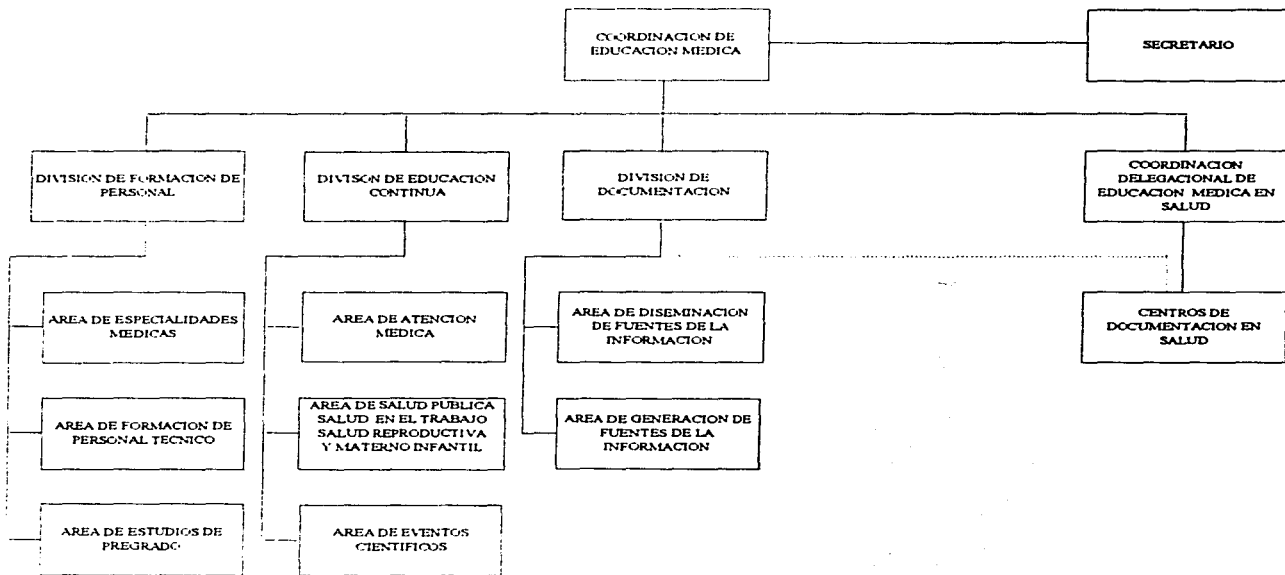 COORDINACION DE
EDUCACION MEDICA
SECRETARIO
DIVISION DE FORMACION DE
PERSONAL
DIVISON DE EDUCACION
CONTINUA
DIVISION DE
DOCUMENTACION
COORDINACION
DELEGACIONAL DE
EDUCACION MEDICA EN
SALUD
AREA DE ESPECIALIDADES
MEDICAS
AREA DE ATENCION
MEDICA
AREA DE DISEMINACION
DE FUENTES DE LA
INFORMACION
CENTROS DE
DOCUMENTACION EN
SALUD
AREA DE FORMACION DE
PERSONAL TECNICO
AREA DE SALUD PUBLICA
SALUD EN EL TRABAJO
SALUD REPRODUCTIVA
Y MATERNO INFANTIL
AREA DE GENERACION DE
FUENTES DE LA
INFORMACION
AREA DE ESTUDIOS DE
PREGRADO
AREA DE EVENTOS
CIENTIFICOS